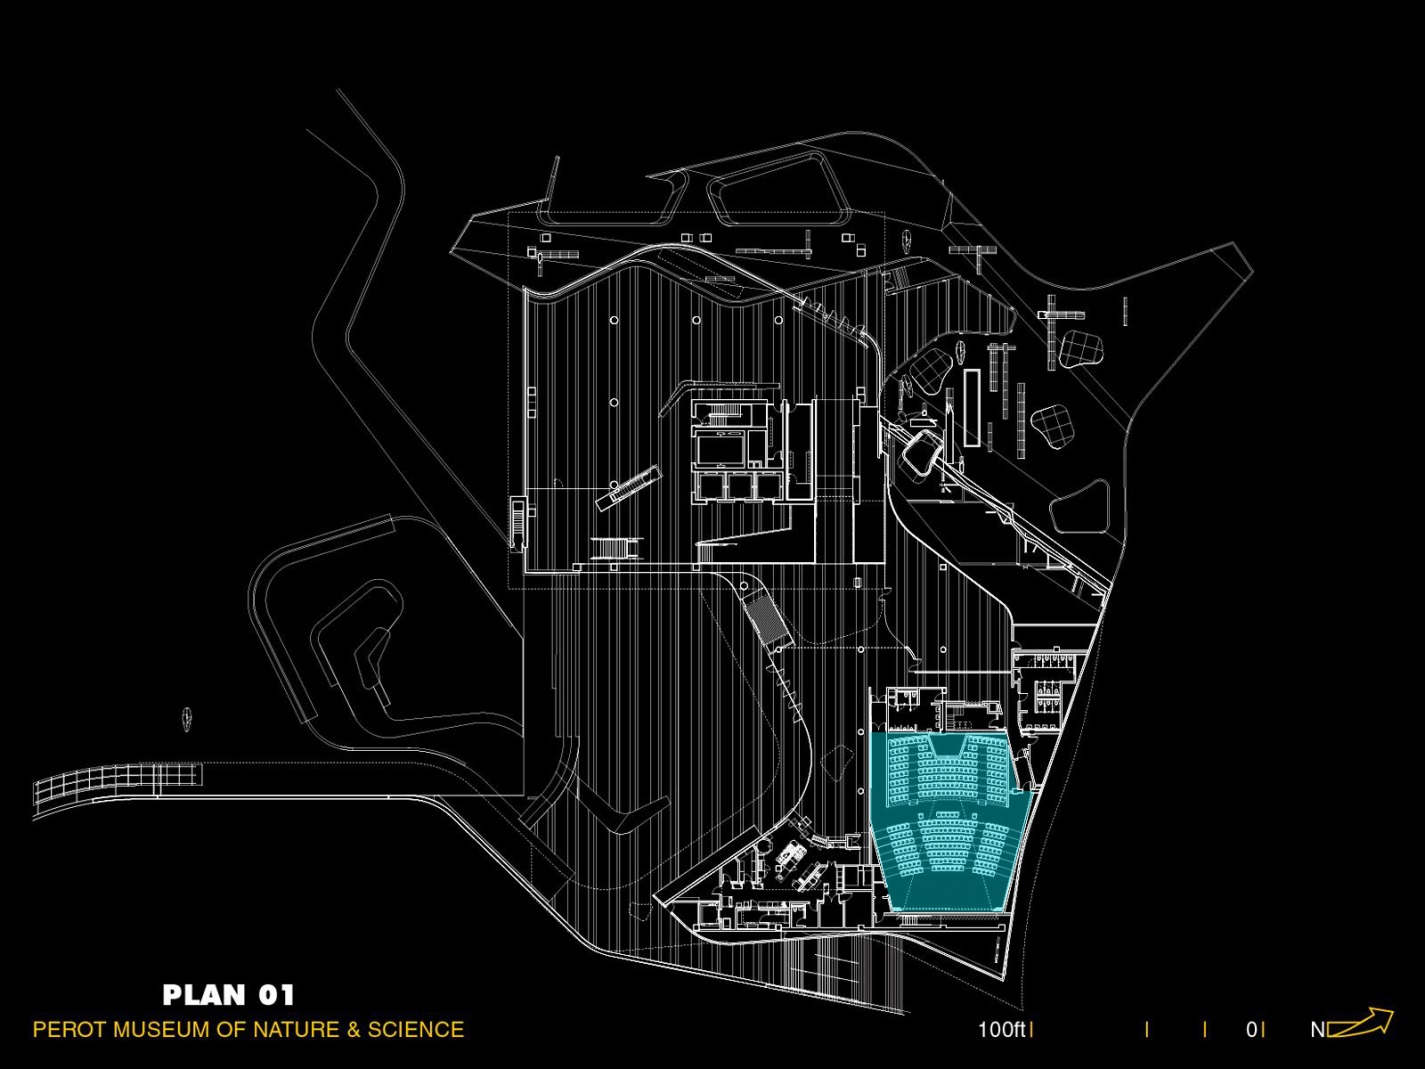 PLAN 01
PEROT MUSEUM OF NATURE & SCIENCE
100ft 0 N